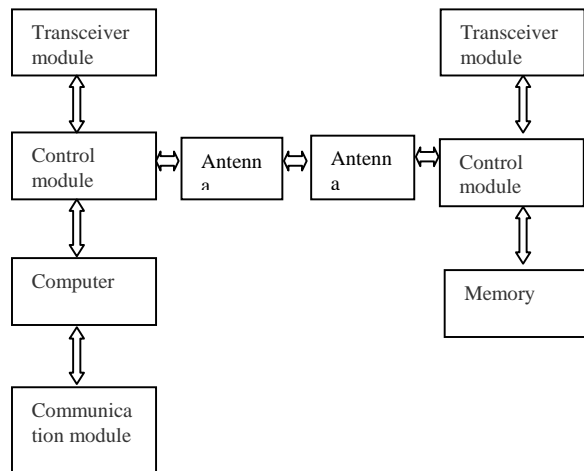 Transceiver
module
Transceiver
module
Control
module
Antenn
a
Antenn
a
Control
module
Computer
Memory
Communica
tion module